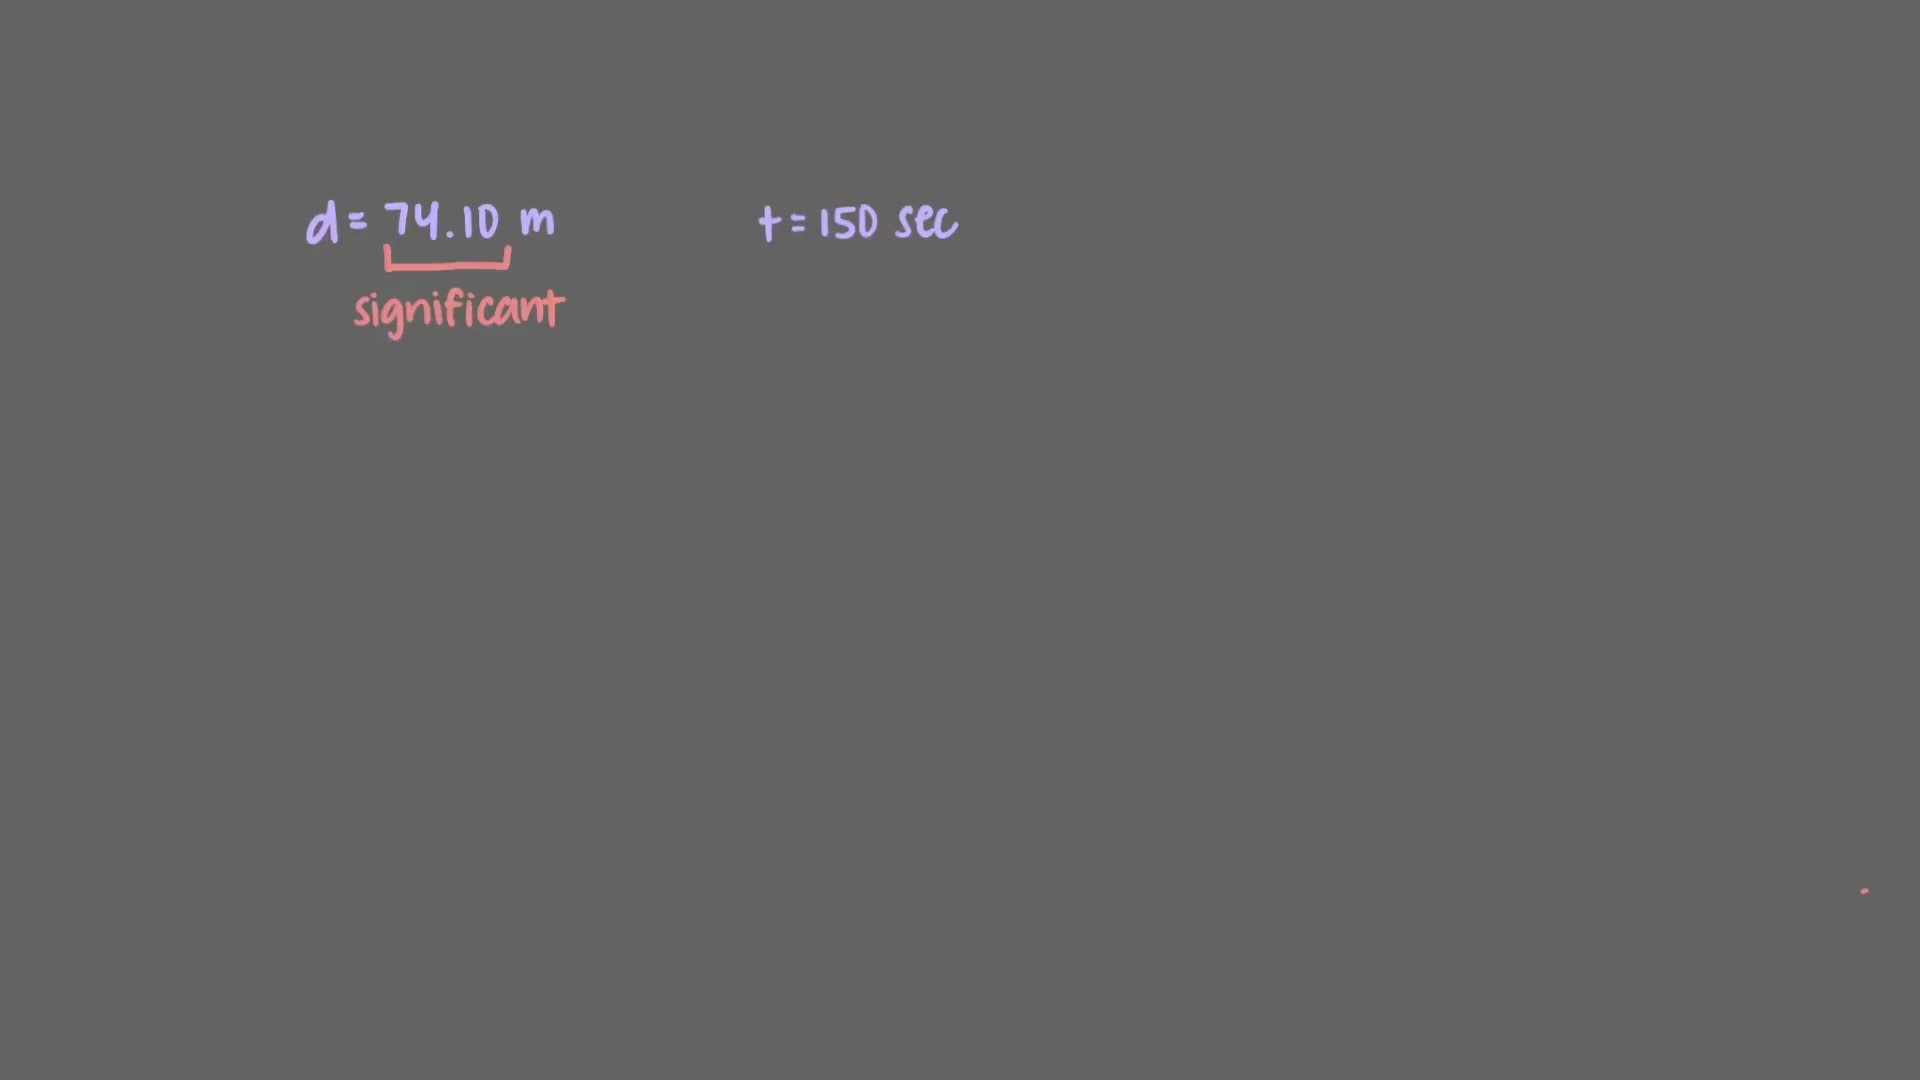 d = 74.10 m t = 150 sec
significant